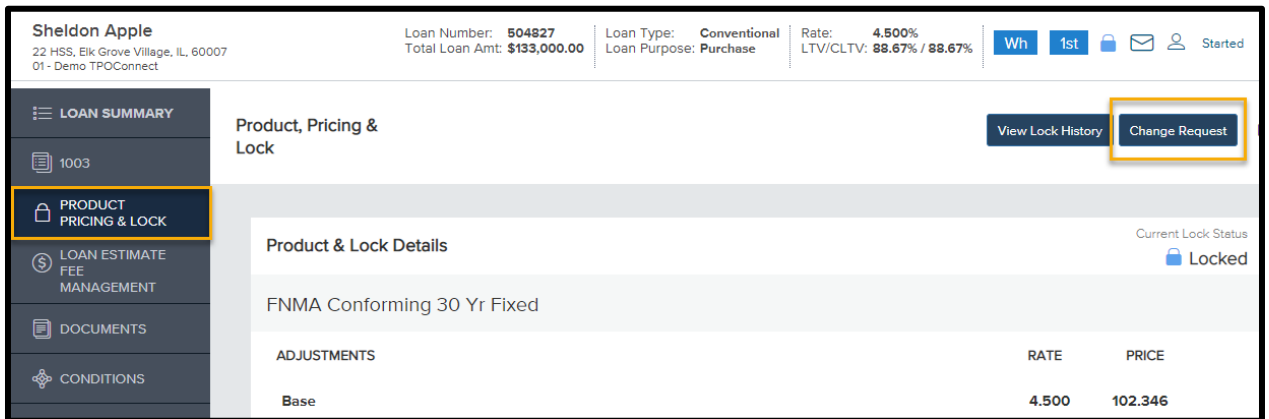 Sheldon Apple
22 HSS, Elk Grove Village, IL, 60007
01 - Demo TPOConnect
Loan Number: 504827
Total Loan Amt: $133,000.00
Loan Type: Conventional
Loan Purpose: Purchase
Rate: 4.500%
LTV/CLTV: 88.67% / 88.67%
Wh 1st Started
LOAN SUMMARY
1003
PRODUCT
PRICING & LOCK
LOAN ESTIMATE
FEE
MANAGEMENT
DOCUMENTS
CONDITIONS
Product, Pricing &
Lock
View Lock History Change Request
Product & Lock Details
Current Lock Status
Locked
FNMA Conforming 30 Yr Fixed
ADJUSTMENTS RATE PRICE
Base 4.500 102.346